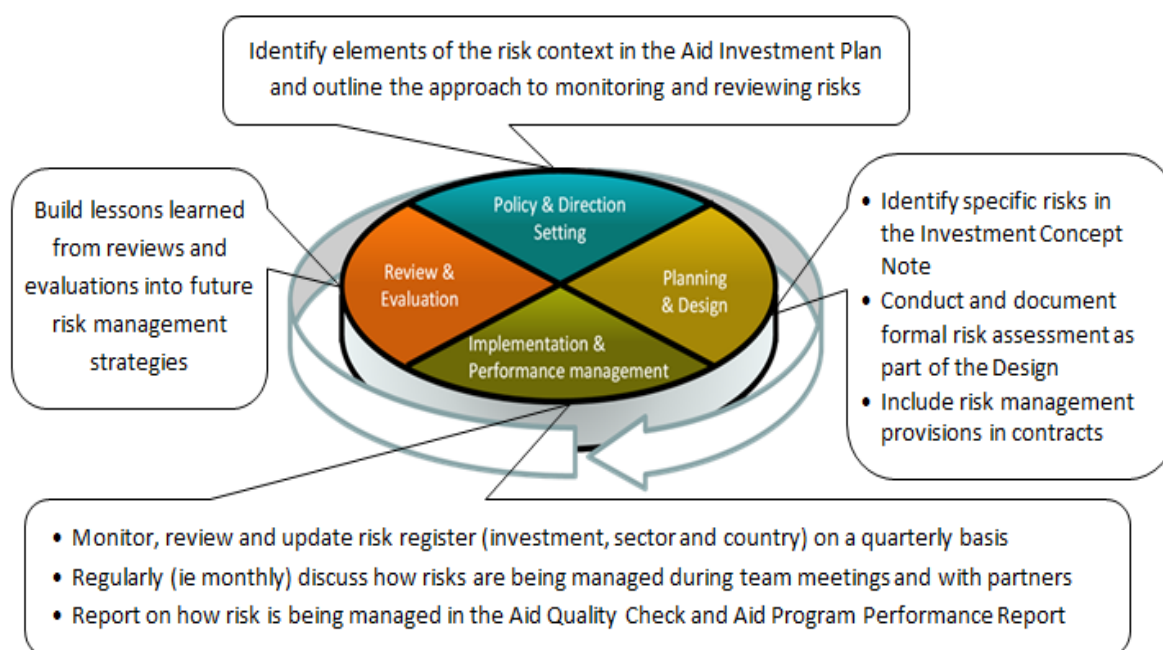 Identify elements of the risk context in the Aid Investment Plan
and outline the approach to monitoring and reviewing risks
Build lessons learned
from reviews and
evaluations into future
risk management
strategies
Policy & Direction
Setting
Review &
Evaluation
Planning
& Design
Implementation &
Performance management
• Identify specific risks in
the Investment Concept
Note
• Conduct and document
formal risk assessment as
part of the Design
• Include risk management
provisions in contracts
• Monitor, review and update risk register (investment, sector and country) on a quarterly basis
• Regularly (ie monthly) discuss how risks are being managed during team meetings and with partners
• Report on how risk is being managed in the Aid Quality Check and Aid Program Performance Report